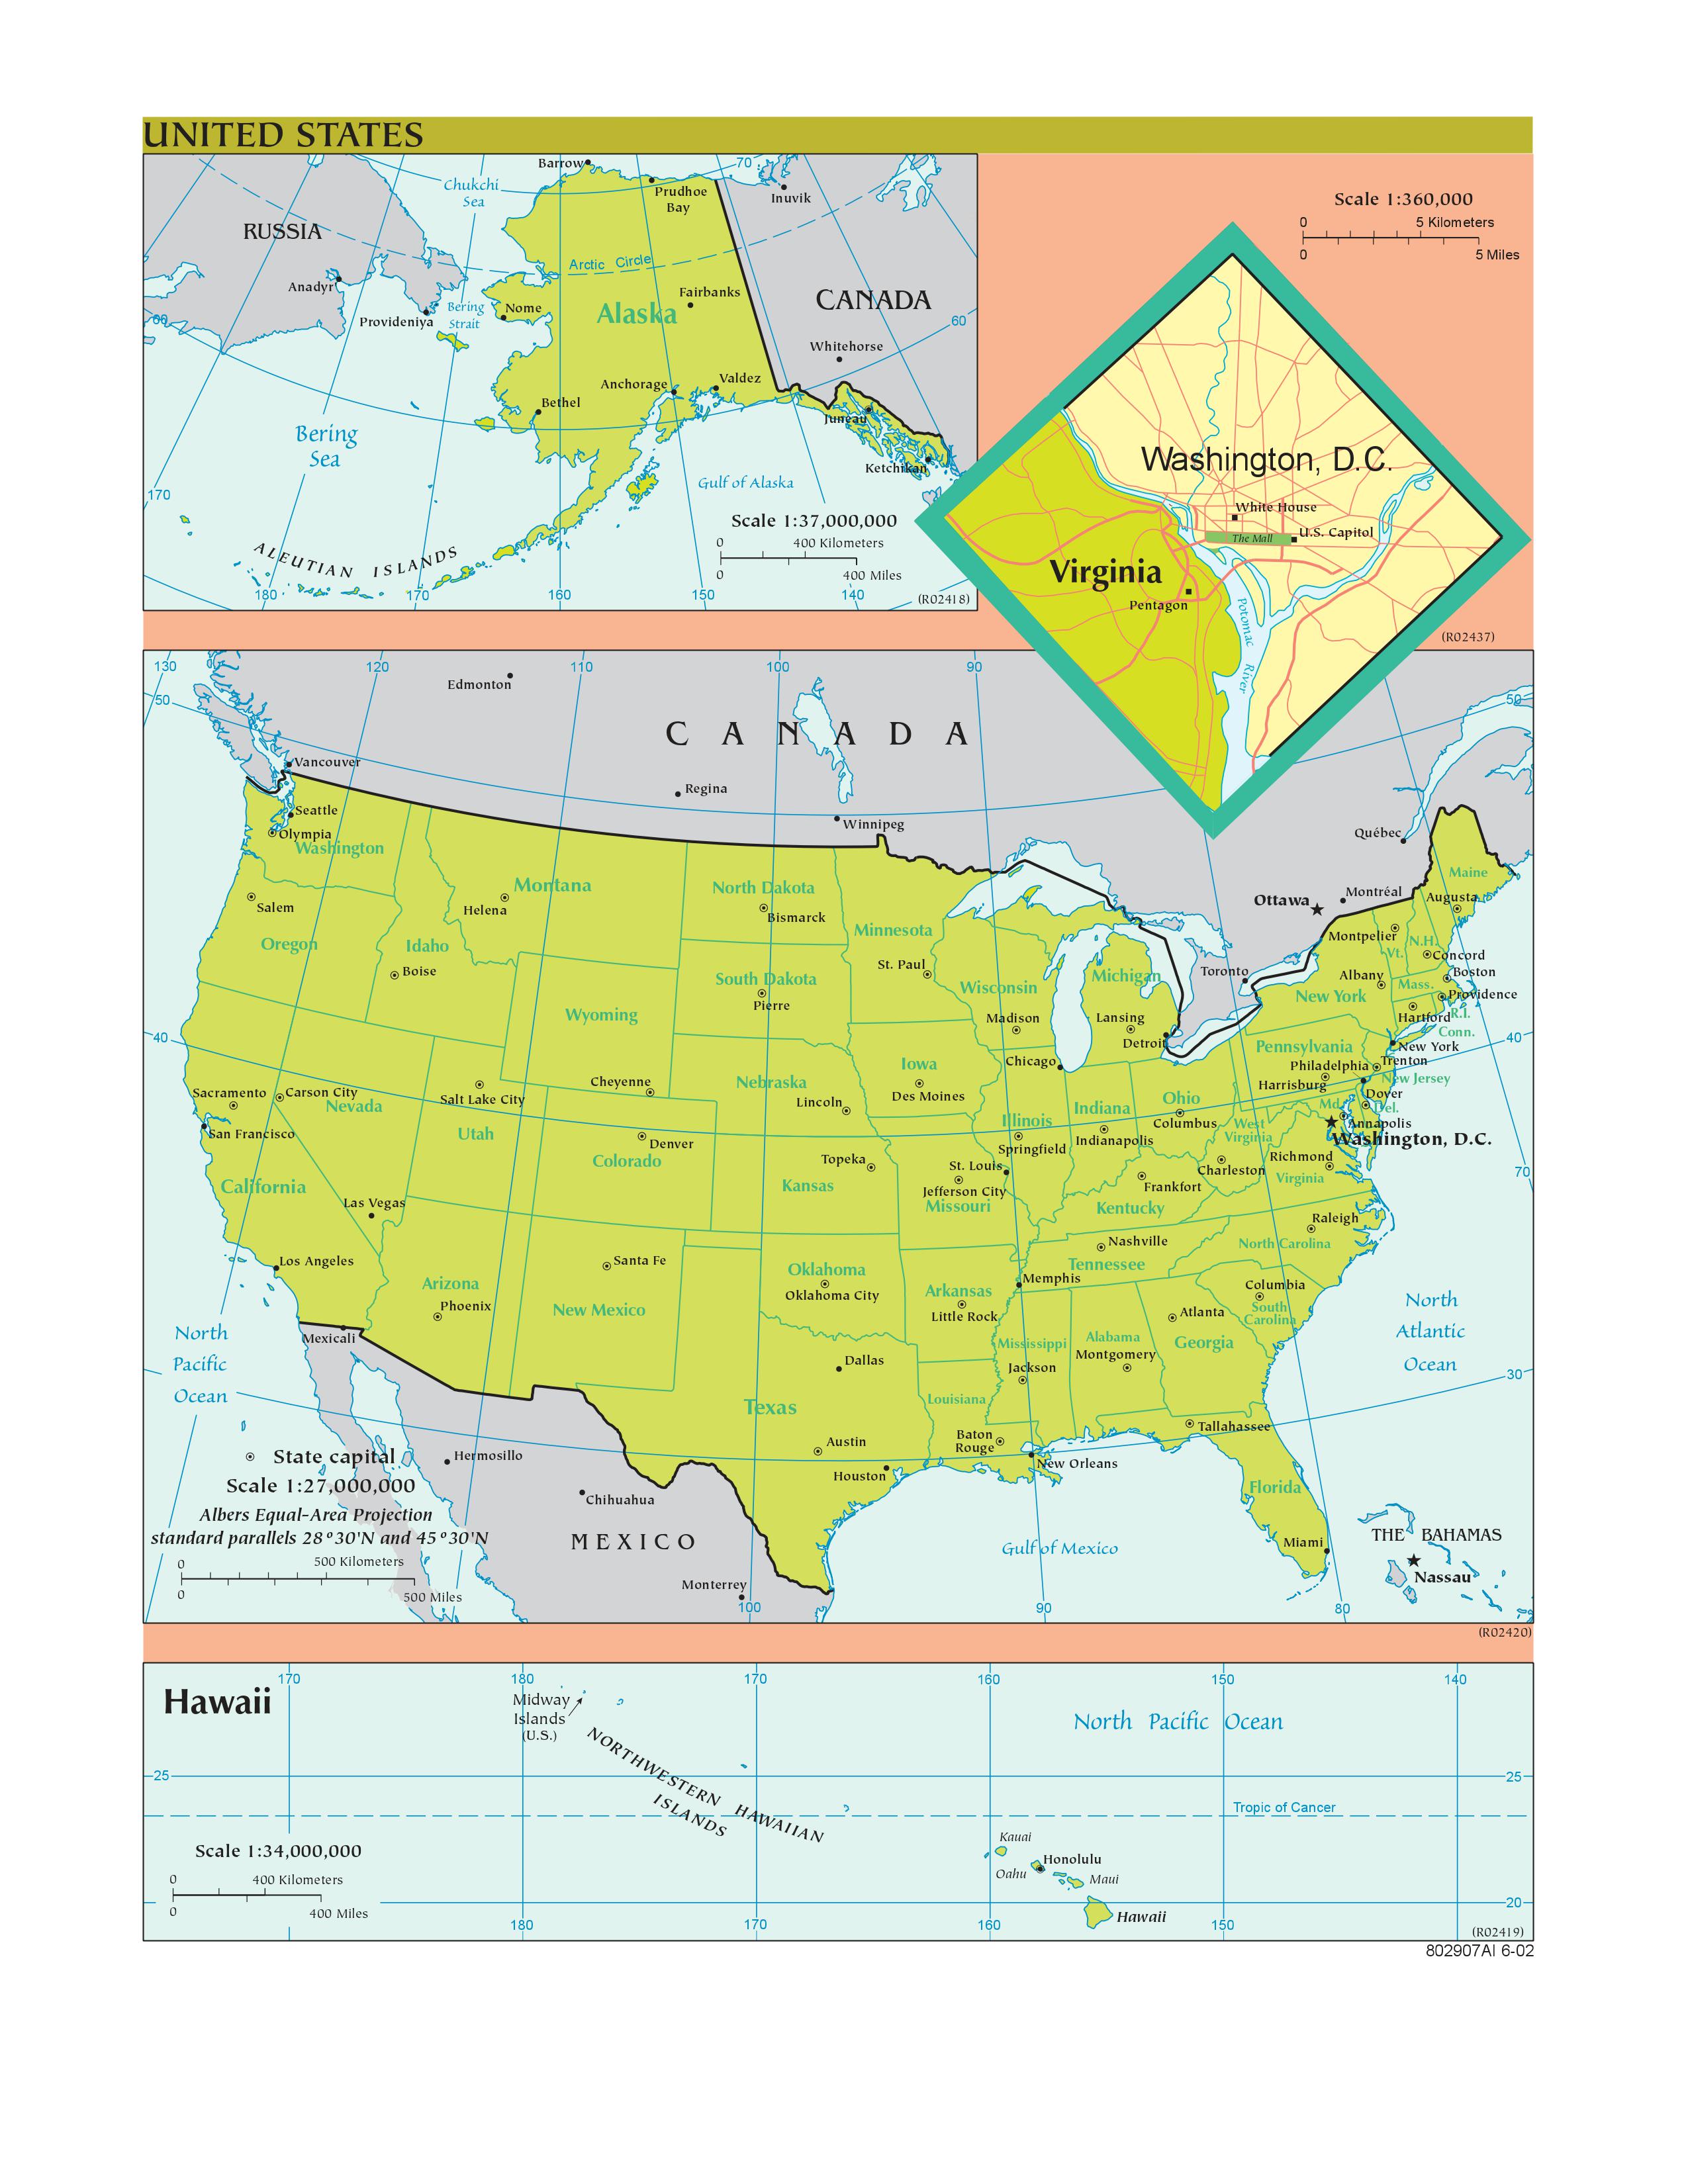 UNITED STATES
Barrow
70
Chukchi
Sea
Prudhoe
Bay
Inuvik
RUSSIA
Arctic Circle
Anadyr
Provideniya
Bering
Strait
Nome
Alaska
Fairbanks
CANADA
60
60
Whitehorse
Anchorage
Valdez
Bethel
Juneau
Bering
Sea
Ketchikan
Gulf of Alaska
170
Scale 1:37,000,000
0 400 Kilometers
0 400 Miles
ALEUTIAN ISLANDS
180
170
160
150
140
(R02418)
Scale 1:360,000
0 5 Kilometers
0 5 Miles
Washington, D.C.
White House
The Mall
U.S. Capitol
Virginia
Pentagon
Potomac River
(R02437)
130
120
110
100
90
50
50
Edmonton
CANADA
Vancouver
Regina
Winnipeg
Seattle
Olympia
Washington
Québec
Montana
Helena
North Dakota
Bismarck
Minnesota
Maine
Augusta
Ottawa
Montréal
Salem
Oregon
Idaho
Boise
St. Paul
South Dakota
Pierre
Wisconsin
Madison
Michigan
Lansing
Detroit
Toronto
Montpelier
Vt.
N.H.
Concord
Albany
Boston
New York
Mass.
Providence
Hartford
R.I.
Conn.
Wyoming
40
40
Iowa
Des Moines
Chicago
Pennsylvania
New York
Trenton
Philadelphia
Harrisburg
New Jersey
Sacramento
Carson City
Nevada
Salt Lake City
Cheyenne
Nebraska
Lincoln
Illinois
Indiana
Ohio
Columbus
Dover
Md.
Del.
Annapolis
Washington, D.C.
San Francisco
Utah
Denver
Colorado
Springfield
Indianapolis
West
Virginia
Charleston
Richmond
Virginia
70
Topeka
Kansas
St. Louis
Jefferson City
Missouri
Frankfort
Kentucky
California
Las Vegas
Raleigh
North Carolina
Nashville
Tennessee
Los Angeles
Santa Fe
Oklahoma
Oklahoma City
Arkansas
Little Rock
Memphis
Arizona
Phoenix
New Mexico
Columbia
South
Carolina
Atlanta
Georgia
Mississippi
Jackson
Alabama
Montgomery
North
Pacific
Ocean
North
Atlantic
Ocean
Mexicali
Dallas
Texas
Louisiana
30
Austin
Baton
Rouge
Tallahassee
New Orleans
Houston
Hermosillo
Chihuahua
Florida
State capital
Scale 1:27,000,000
Albers Equal-Area Projection
standard parallels 28º30'N and 45º30'N
0 500 Kilometers
0 500 Miles
MEXICO
Gulf of Mexico
Miami
THE BAHAMAS
Nassau
Monterrey
100
90
80
(R02420)
170
180
170
160
150
140
Hawaii
Midway
Islands
(U.S.)
North Pacific Ocean
NORTHWESTERN HAWAIIAN
ISLANDS
25
25
Tropic of Cancer
Scale 1:34,000,000
0 400 Kilometers
0 400 Miles
Kauai
Honolulu
Oahu
Maui
Hawaii
20
180
170
160
150
(R02419)
802907AI 6-02